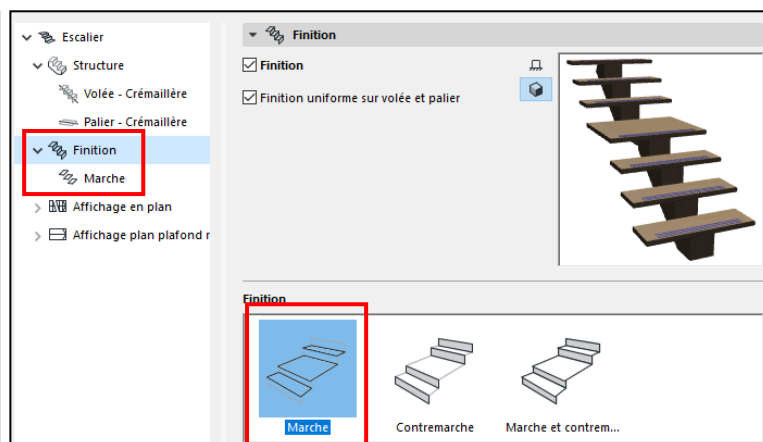 Escalier
Structure
Volée - Crémaillère
Palier - Crémaillère
Finition
Marche
Affichage en plan
Affichage plan plafond r
Finition
Finition
Finition uniforme sur volée et palier
Finition
Marche
Contremarche
Marche et contrem...